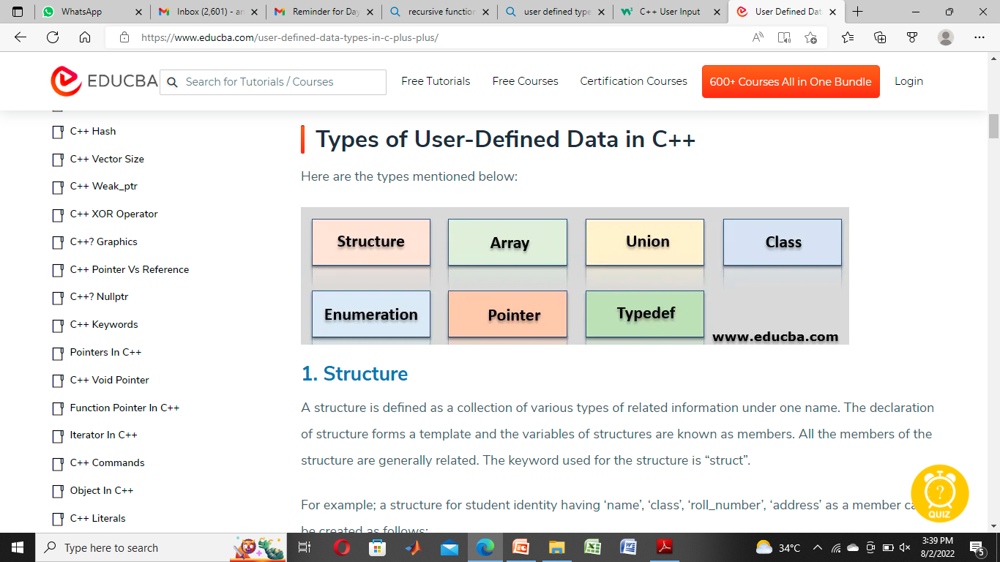 WhatsApp
Inbox (2,601) - an
Reminder for Day
recursive function
user defined type
C++ User Input
User Defined Dat
https://www.educba.com/user-defined-data-types-in-c-plus-plus/
EDUCBA
Search for Tutorials / Courses
Free Tutorials
Free Courses
Certification Courses
600+ Courses All in One Bundle
Login
C++ Hash
C++ Vector Size
C++ Weak_ptr
C++ XOR Operator
C++? Graphics
C++ Pointer Vs Reference
C++? Nullptr
C++ Keywords
Pointers In C++
C++ Void Pointer
Function Pointer In C++
Iterator In C++
C++ Commands
Object In C++
C++ Literals
Types of User-Defined Data in C++
Here are the types mentioned below:
Structure
Array
Union
Class
Enumeration
Pointer
Typedef
www.educba.com
1. Structure
A structure is defined as a collection of various types of related information under one name. The declaration
of structure forms a template and the variables of structures are known as members. All the members of the
structure are generally related. The keyword used for the structure is “struct”.
For example; a structure for student identity having ‘name’, ‘class’, ‘roll_number’, ‘address’ as a member
be created as follows:
?
QUIZ
Type here to search
34°C
3:39 PM
8/2/2022
5